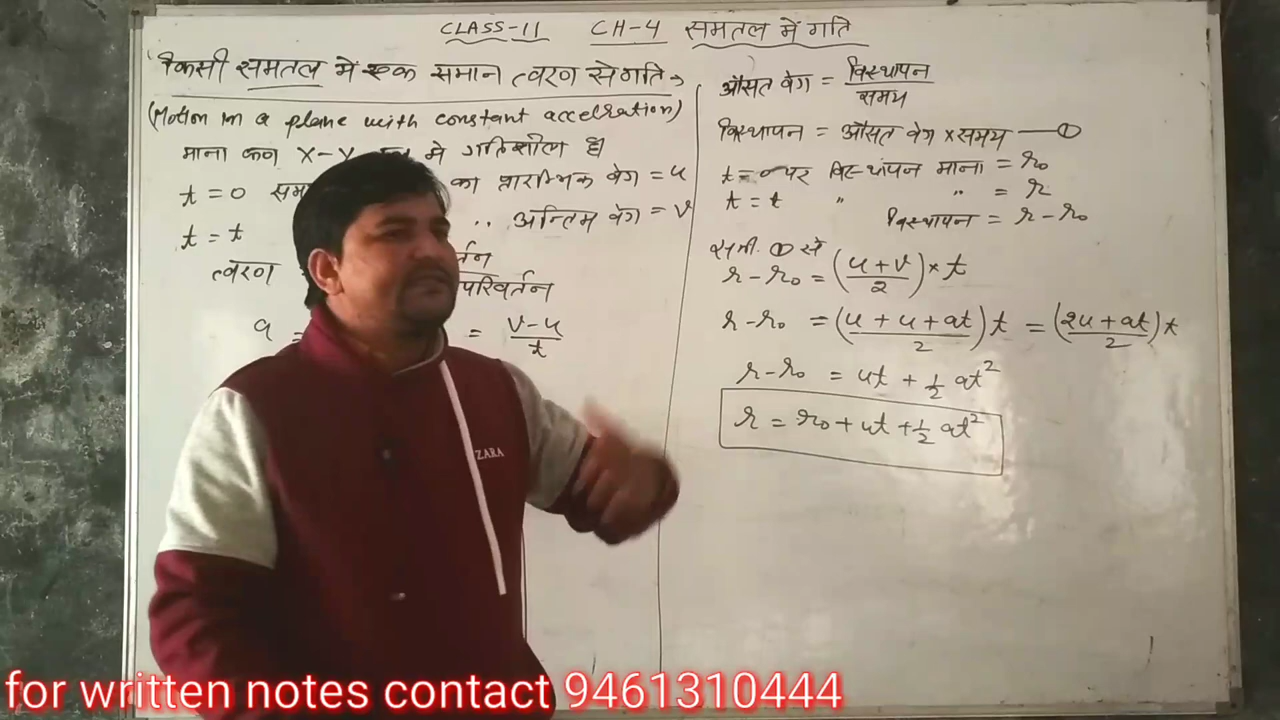 CLASS-11 CH-4 समतल में गति
किसी समतल में एक समान त्वरण से गति →
(Motion in a plane with constant accelration)
माना कण X-Y में गतिशील है
t = 0 का प्रारम्भिक वेग = u
t = t ,, अन्तिम वेग = v
त्वरण
परिवर्तन
a = = v-u/t
औसत वेग = विस्थापन/समय
विस्थापन = औसत वेग × समय —①
t = 0 पर विस्थापन माना = r₀
t = t " " = r
विस्थापन = r - r₀
समी. ① से
r - r₀ = (u+v/2) × t
r - r₀ = (u + u + at/2) t = (2u + at/2) t
r - r₀ = ut + ½ at²
r = r₀ + ut + ½ at²
ZARA
for written notes contact 9461310444